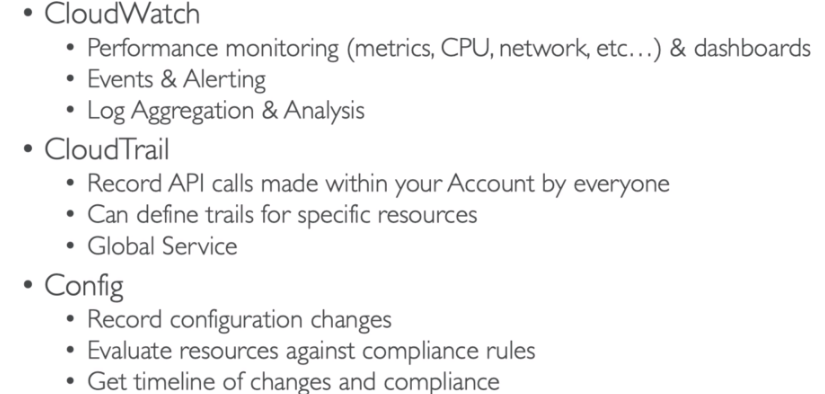 • CloudWatch
• Performance monitoring (metrics, CPU, network, etc…) & dashboards
• Events & Alerting
• Log Aggregation & Analysis
• CloudTrail
• Record API calls made within your Account by everyone
• Can define trails for specific resources
• Global Service
• Config
• Record configuration changes
• Evaluate resources against compliance rules
• Get timeline of changes and compliance